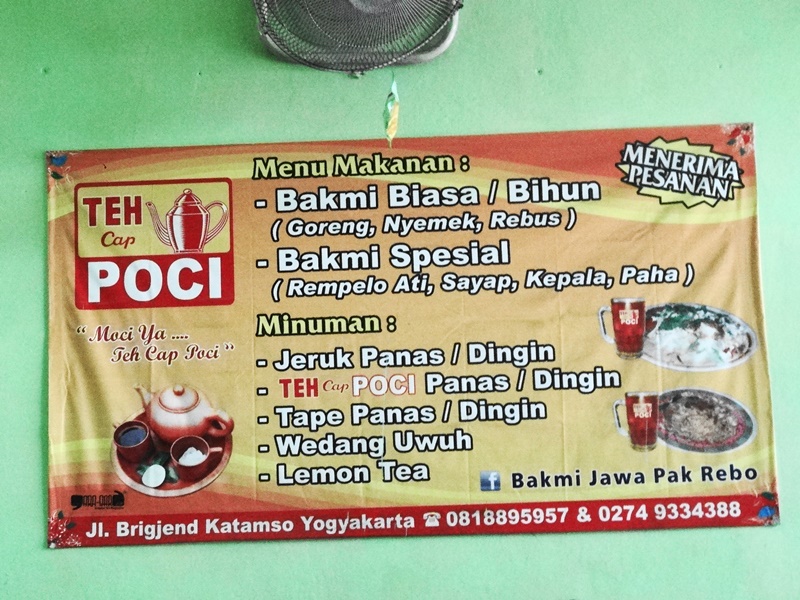 TEH
Cap
POCI
" Moci Ya ....
Teh Cap Poci "
Menu Makanan :
- Bakmi Biasa / Bihun
( Goreng, Nyemek, Rebus )
- Bakmi Spesial
( Rempelo Ati, Sayap, Kepala, Paha )
MENERIMA
PESANAN
Minuman :
- Jeruk Panas / Dingin
- TEH Cap POCI Panas / Dingin
- Tape Panas / Dingin
- Wedang Uwuh
- Lemon Tea
POCI
POCI
f Bakmi Jawa Pak Rebo
Jl. Brigjend Katamso Yogyakarta ☎ 0818895957 & 0274 9334388